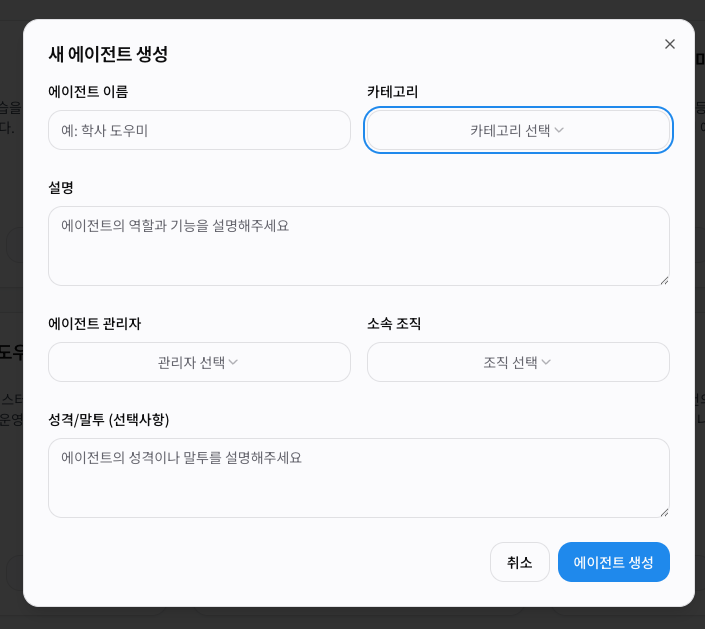 새 에이전트 생성
에이전트 이름
카테고리
예: 학사 도우미
카테고리 선택
설명
에이전트의 역할과 기능을 설명해주세요
에이전트 관리자
소속 조직
관리자 선택
조직 선택
성격/말투 (선택사항)
에이전트의 성격이나 말투를 설명해주세요
취소
에이전트 생성